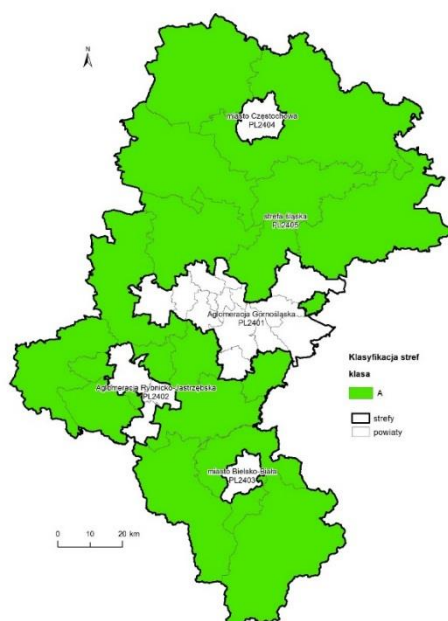 N
miasto Częstochowa
PL2404
strefa śląska
PL2405
Aglomeracja Górnośląska
PL2401
Klasyfikacja stref
klasa
A
strefy
powiaty
Aglomeracja Rybnicko-Jastrzębska
PL2402
miasto Bielsko-Biała
PL2403
0 10 20 km